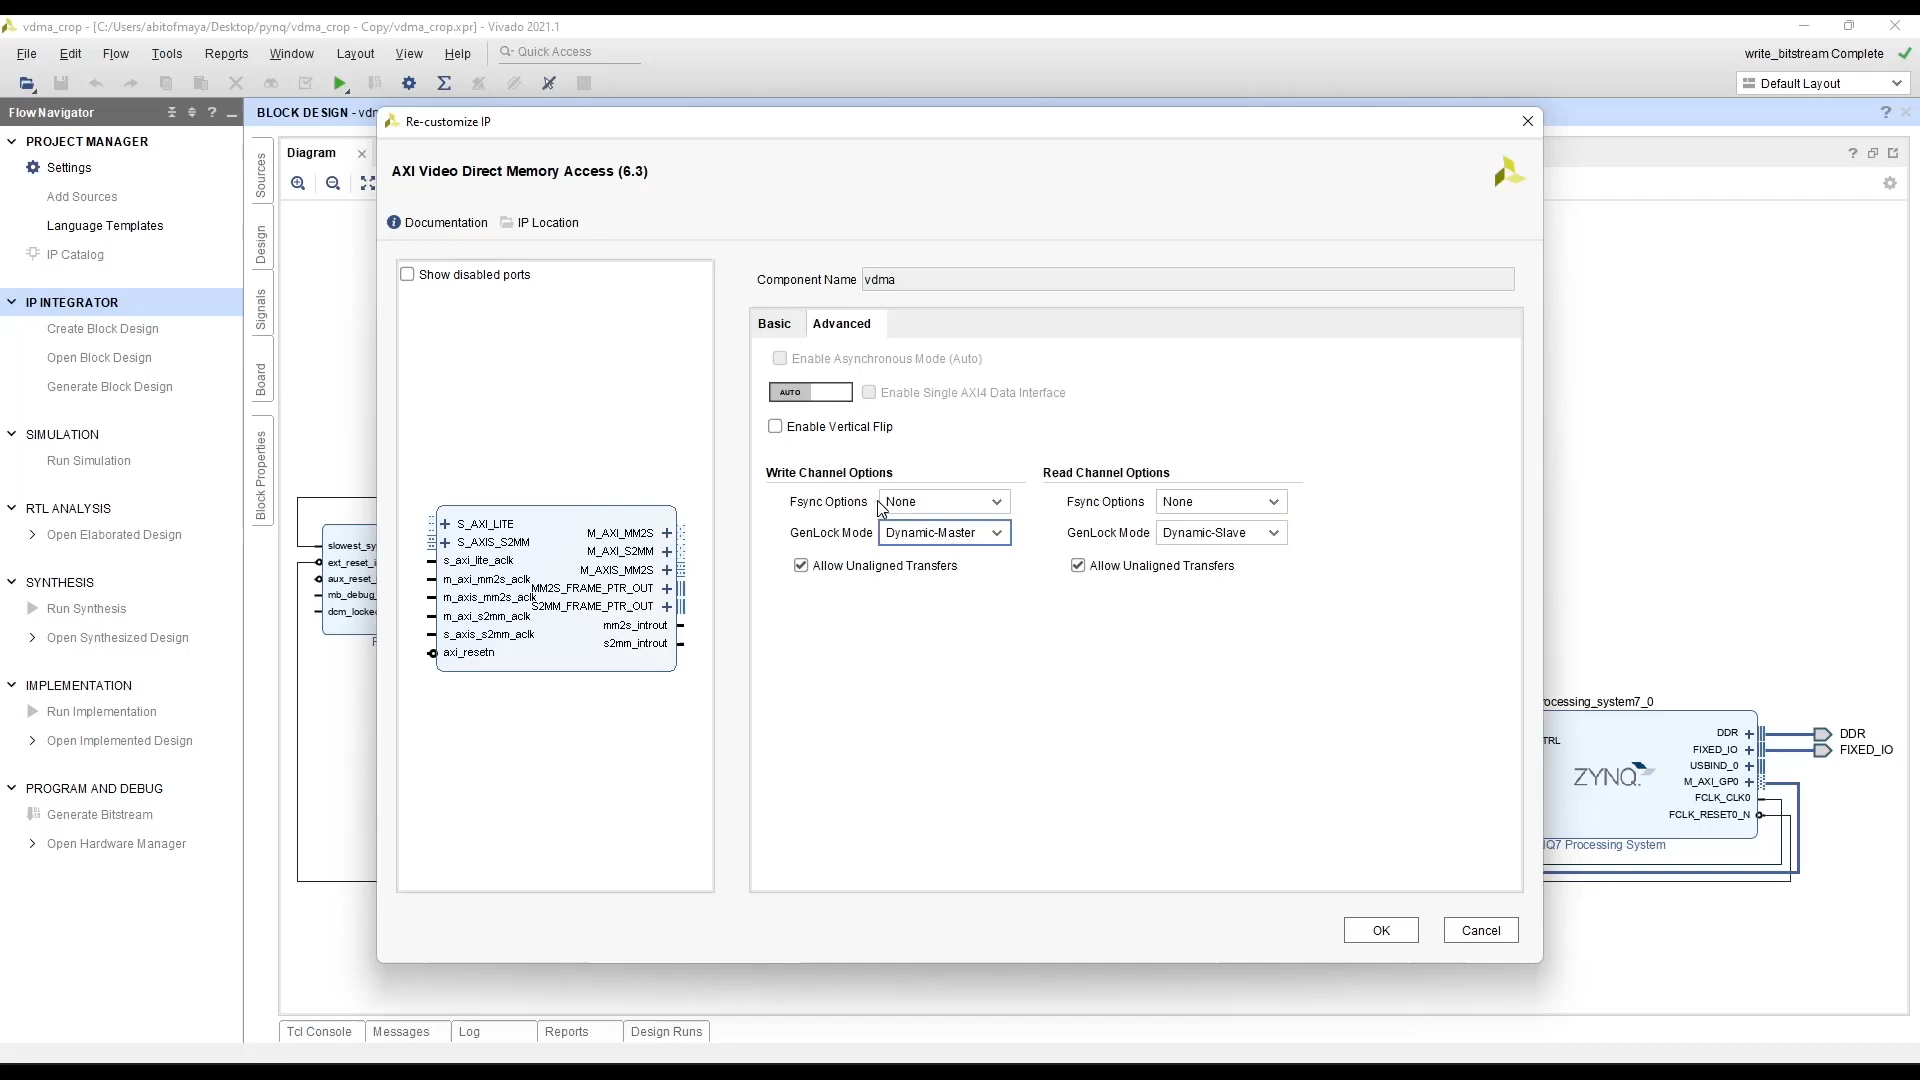 vdma_crop - [C:/Users/abitofmaya/Desktop/pynq/vdma_crop - Copy/vdma_crop.xpr] - Vivado 2021.1
File Edit Flow Tools Reports Window Layout View Help Quick Access
write_bitstream Complete
Default Layout
Flow Navigator
BLOCK DESIGN - vdm
PROJECT MANAGER
Settings
Add Sources
Language Templates
IP Catalog
IP INTEGRATOR
Create Block Design
Open Block Design
Generate Block Design
SIMULATION
Run Simulation
RTL ANALYSIS
Open Elaborated Design
SYNTHESIS
Run Synthesis
Open Synthesized Design
IMPLEMENTATION
Run Implementation
Open Implemented Design
PROGRAM AND DEBUG
Generate Bitstream
Open Hardware Manager
Sources
Design
Signals
Board
Block Properties
Diagram
slowest_sy
ext_reset_i
aux_reset_
mb_debug_
dcm_locke
Re-customize IP
AXI Video Direct Memory Access (6.3)
Documentation IP Location
Show disabled ports
S_AXI_LITE
S_AXIS_S2MM
s_axi_lite_aclk
m_axi_mm2s_aclk
m_axis_mm2s_aclk
m_axi_s2mm_aclk
s_axis_s2mm_aclk
axi_resetn
M_AXI_MM2S
M_AXI_S2MM
M_AXIS_MM2S
MM2S_FRAME_PTR_OUT
S2MM_FRAME_PTR_OUT
mm2s_introut
s2mm_introut
Component Name vdma
Basic Advanced
Enable Asynchronous Mode (Auto)
AUTO Enable Single AXI4 Data Interface
Enable Vertical Flip
Write Channel Options
Fsync Options None
GenLock Mode Dynamic-Master
Allow Unaligned Transfers
Read Channel Options
Fsync Options None
GenLock Mode Dynamic-Slave
Allow Unaligned Transfers
OK Cancel
ocessing_system7_0
TRL
ZYNQ
DDR
FIXED_IO
USBIND_0
M_AXI_GP0
FCLK_CLK0
FCLK_RESET0_N
DDR
FIXED_IO
Q7 Processing System
Tcl Console Messages Log Reports Design Runs